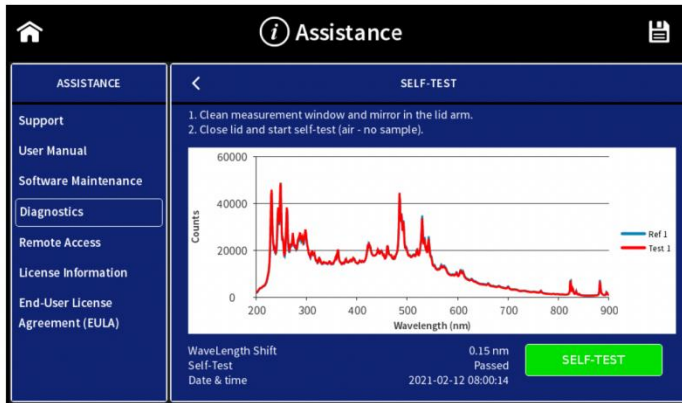 Assistance
ASSISTANCE
Support
User Manual
Software Maintenance
Diagnostics
Remote Access
License Information
End-User License
Agreement (EULA)
SELF-TEST
1. Clean measurement window and mirror in the lid arm.
2. Close lid and start self-test (air - no sample).
60000
40000
20000
0
Counts
200 300 400 500 600 700 800 900
Wavelength (nm)
Ref 1
Test 1
WaveLength Shift 0.15 nm
Self-Test Passed
Date & time 2021-02-12 08:00:14
SELF-TEST